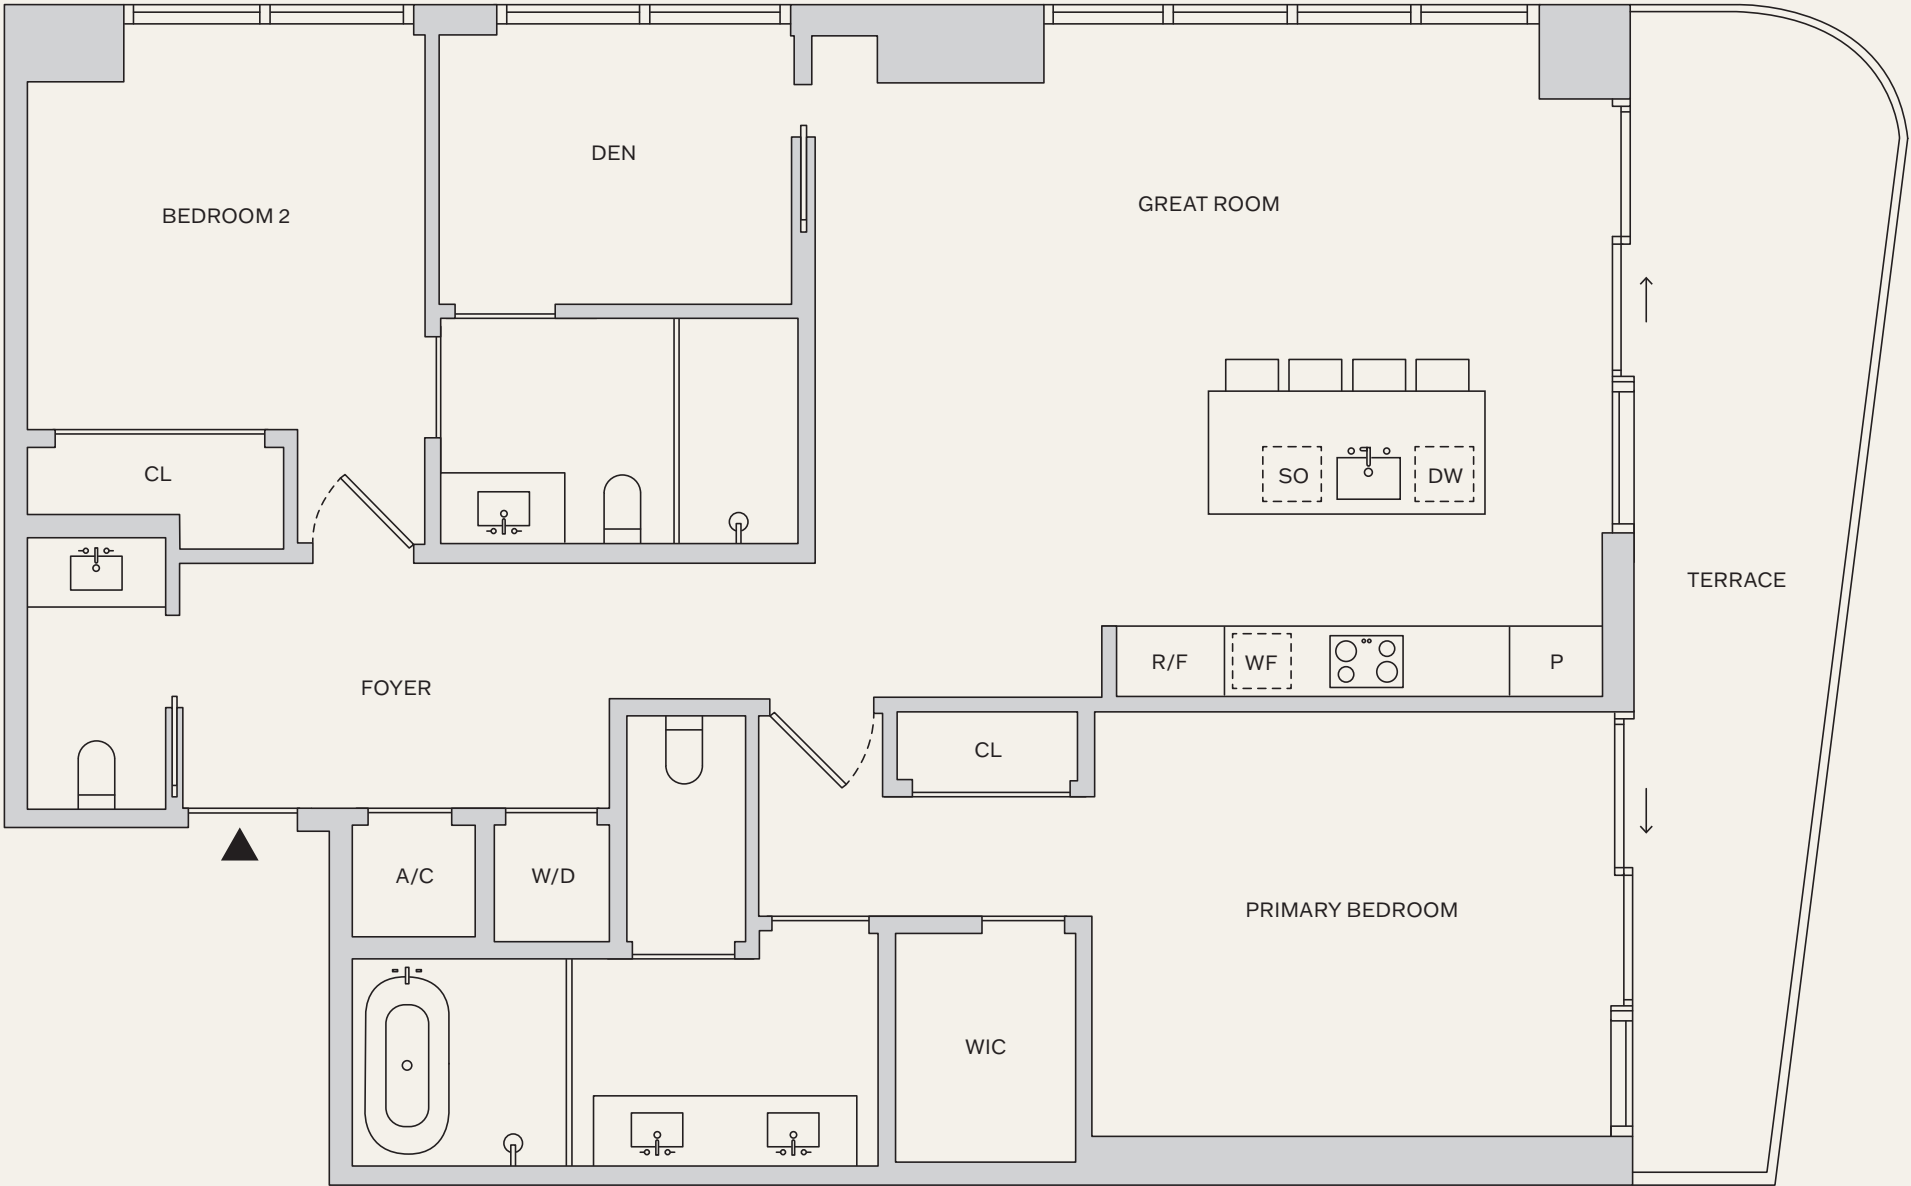 DEN
GREAT ROOM
BEDROOM 2
CL
SO
DW
TERRACE
FOYER
R/F
WF
P
CL
A/C
W/D
PRIMARY BEDROOM
WIC